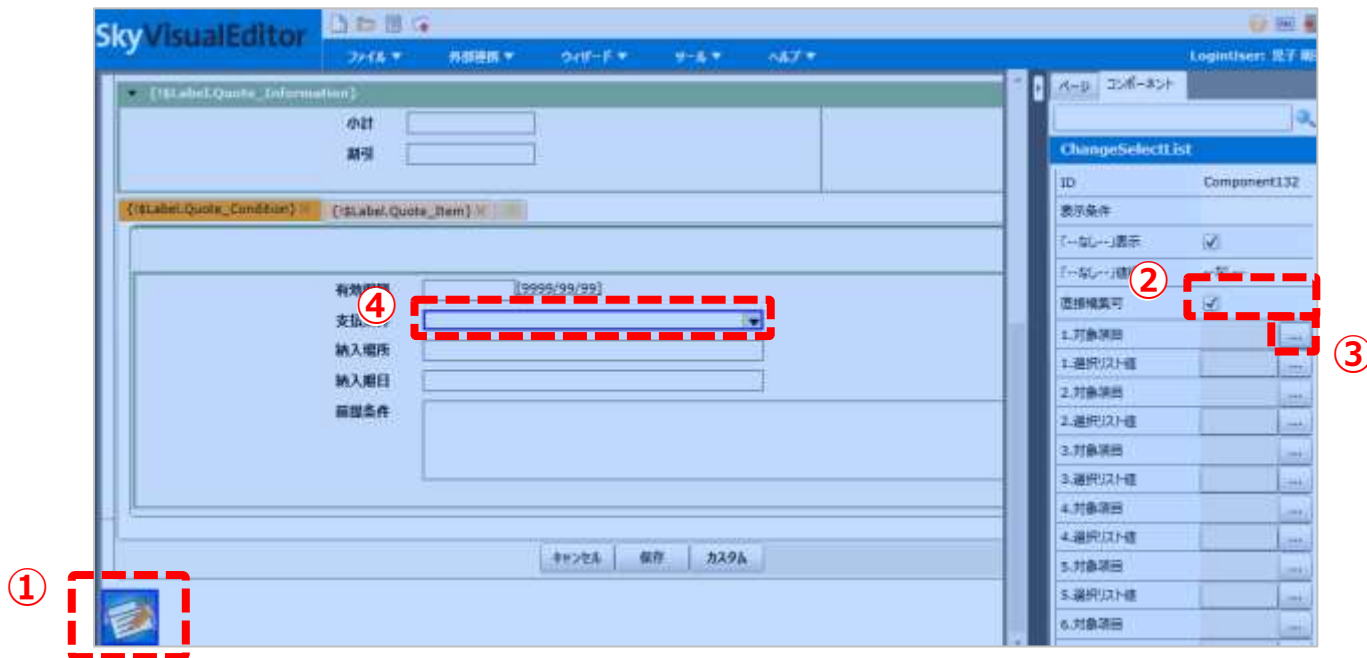 SkyVisualEditor
ファイル ▼ 外部連携 ▼ ウィザード ▼ ツール ▼ ヘルプ ▼
{!$Label.Quote_Information}
小計
割引
{!$Label.Quote_Condition}
{!$Label.Quote_Item}
[9999/99/99]
納入場所
納入期日
前提条件
キャンセル 保存 カスタム
ページ コンポーネント
ChangeSelectList
ID Component132
表示条件
「--なし--」表示
直接編集可
1.対象項目 ...
1.選択リスト値 ...
2.対象項目 ...
2.選択リスト値 ...
3.対象項目 ...
3.選択リスト値 ...
4.対象項目 ...
4.選択リスト値 ...
5.対象項目 ...
5.選択リスト値 ...
6.対象項目
①
②
③
④